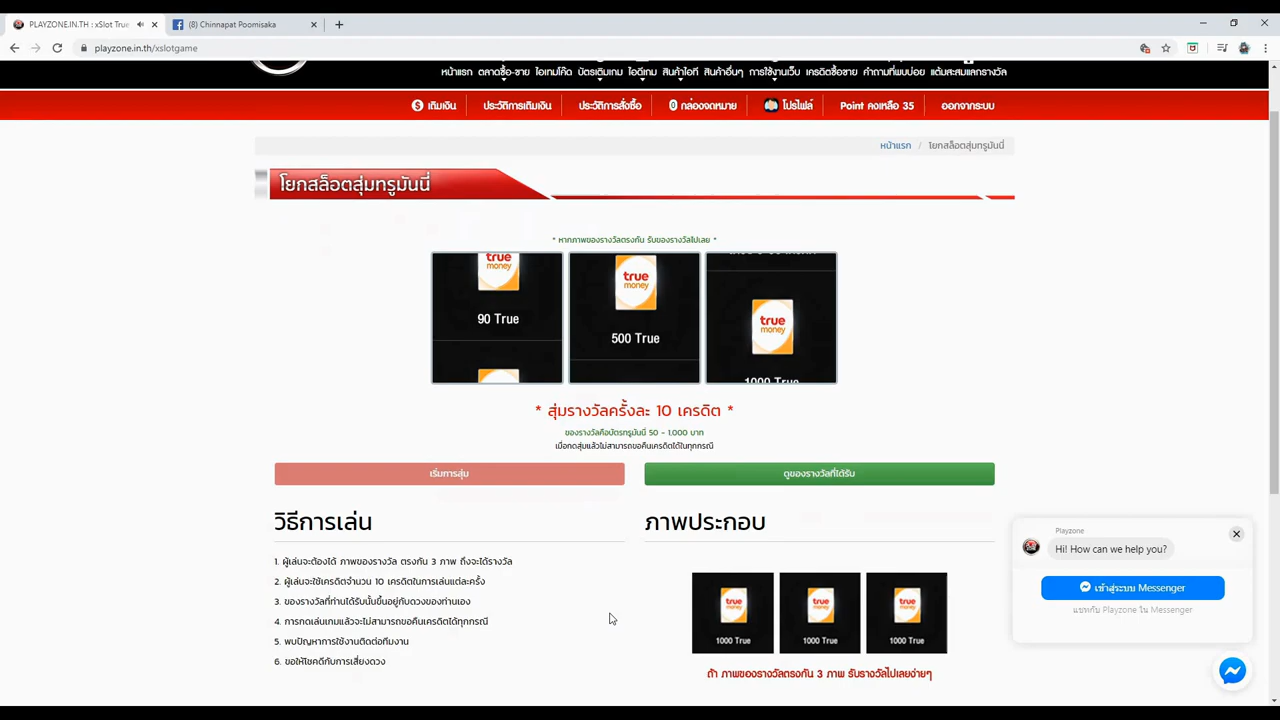 PLAYZONE.IN.TH : xSlot True
(8) Chinnapat Poomisaka
playzone.in.th/xslotgame
หน้าแรก ตลาดซื้อ-ขาย ไอเทมโค๊ด บัตรเติมเกม ไอดีเกม สินค้าไอที สินค้าอื่นๆ การใช้งานเว็บ เครดิตซื้อขาย คำถามที่พบบ่อย แต้มสะสมแลกรางวัล
เติมเงิน ประวัติการเติมเงิน ประวัติการสั่งซื้อ 0 กล่องจดหมาย โปรไฟล์ Point คงเหลือ 35 ออกจากระบบ
หน้าแรก / โยกสล็อตสุ่มทรูมันนี่
โยกสล็อตสุ่มทรูมันนี่
* หากภาพของรางวัลตรงกัน รับของรางวัลไปเลย *
true money true money true money
90 True 500 True 1000 True
* สุ่มรางวัลครั้งละ 10 เครดิต *
ของรางวัลคือบัตรทรูมันนี่ 50 - 1,000 บาท
เมื่อกดสุ่มแล้วไม่สามารถขอคืนเครดิตได้ในทุกกรณี
เริ่มการสุ่ม ดูของรางวัลที่ได้รับ
วิธีการเล่น
1. ผู้เล่นจะต้องได้ ภาพของรางวัล ตรงกัน 3 ภาพ ถึงจะได้รางวัล
2. ผู้เล่นจะใช้เครดิตจำนวน 10 เครดิตในการเล่นแต่ละครั้ง
3. ของรางวัลที่ท่านได้รับนั้นขึ้นอยู่กับดวงของท่านเอง
4. การกดเล่นเกมแล้วจะไม่สามารถขอคืนเครดิตได้ทุกกรณี
5. พบปัญหาการใช้งานติดต่อทีมงาน
6. ขอให้โชคดีกับการเสี่ยงดวง
ภาพประกอบ
true money true money true money
1000 True 1000 True 1000 True
ถ้า ภาพของรางวัลตรงกัน 3 ภาพ รับรางวัลไปเลยง่ายๆ
Playzone
Hi! How can we help you?
เข้าสู่ระบบ Messenger
แชทกับ Playzone ใน Messenger